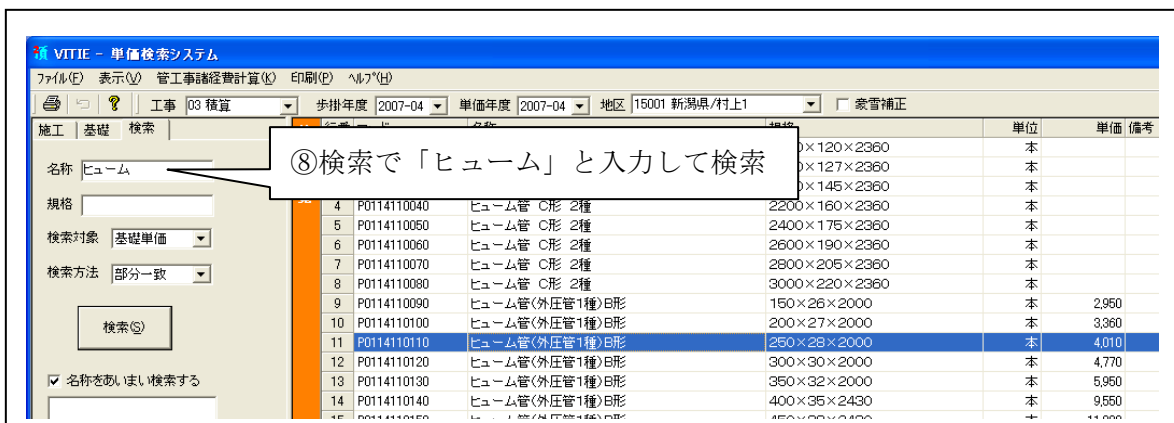 VITIE - 単価検索システム
ファイル(F) 表示(V) 管工事諸経費計算(K) 印刷(P) ヘルプ(H)
工事 03 積算 歩掛年度 2007-04 単価年度 2007-04 地区 15001 新潟県/村上1 豪雪補正
施工 基礎 検索
名称 ヒューム
規格
検索対象 基礎単価
検索方法 部分一致
検索(S)
名称をあいまい検索する
⑧検索で「ヒューム」と入力して検索
単位 単価 備考
×120×2360 本
×127×2360 本
×145×2360 本
4 P0114110040 ヒューム管 C形 2種 2200×160×2360 本
5 P0114110050 ヒューム管 C形 2種 2400×175×2360 本
6 P0114110060 ヒューム管 C形 2種 2600×190×2360 本
7 P0114110070 ヒューム管 C形 2種 2800×205×2360 本
8 P0114110080 ヒューム管 C形 2種 3000×220×2360 本
9 P0114110090 ヒューム管(外圧管1種)B形 150×26×2000 本 2,950
10 P0114110100 ヒューム管(外圧管1種)B形 200×27×2000 本 3,360
11 P0114110110 ヒューム管(外圧管1種)B形 250×28×2000 本 4,010
12 P0114110120 ヒューム管(外圧管1種)B形 300×30×2000 本 4,770
13 P0114110130 ヒューム管(外圧管1種)B形 350×32×2000 本 5,950
14 P0114110140 ヒューム管(外圧管1種)B形 400×35×2430 本 9,550